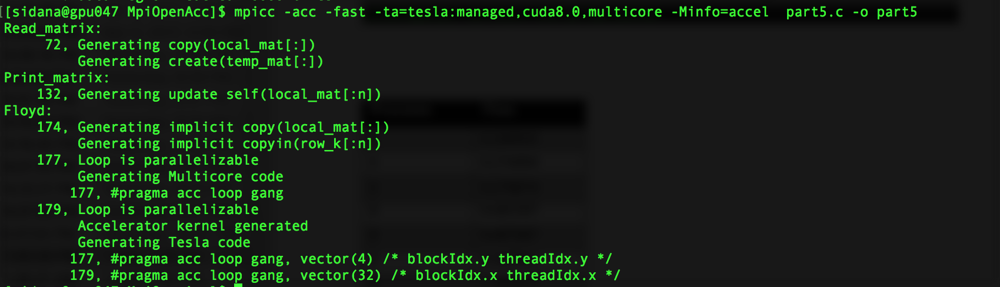 [[sidana@gpu047 MpiOpenAcc]$ mpicc -acc -fast -ta=tesla:managed,cuda8.0,multicore -Minfo=accel  part5.c -o part5
Read_matrix:
     72, Generating copy(local_mat[:])
         Generating create(temp_mat[:])
Print_matrix:
    132, Generating update self(local_mat[:n])
Floyd:
    174, Generating implicit copy(local_mat[:])
         Generating implicit copyin(row_k[:n])
    177, Loop is parallelizable
         Generating Multicore code
        177, #pragma acc loop gang
    179, Loop is parallelizable
         Accelerator kernel generated
         Generating Tesla code
        177, #pragma acc loop gang, vector(4) /* blockIdx.y threadIdx.y */
        179, #pragma acc loop gang, vector(32) /* blockIdx.x threadIdx.x */